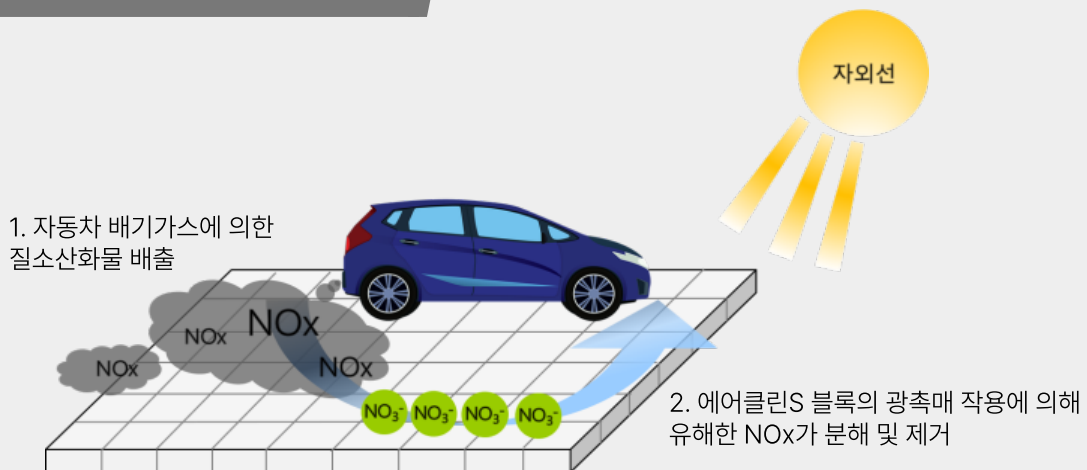 자외선
1. 자동차 배기가스에 의한
질소산화물 배출
NOx
NOx
NOx
NOx
NO₃⁻ NO₃⁻ NO₃⁻ NO₃⁻
2. 에어클린S 블록의 광촉매 작용에 의해
유해한 NOx가 분해 및 제거